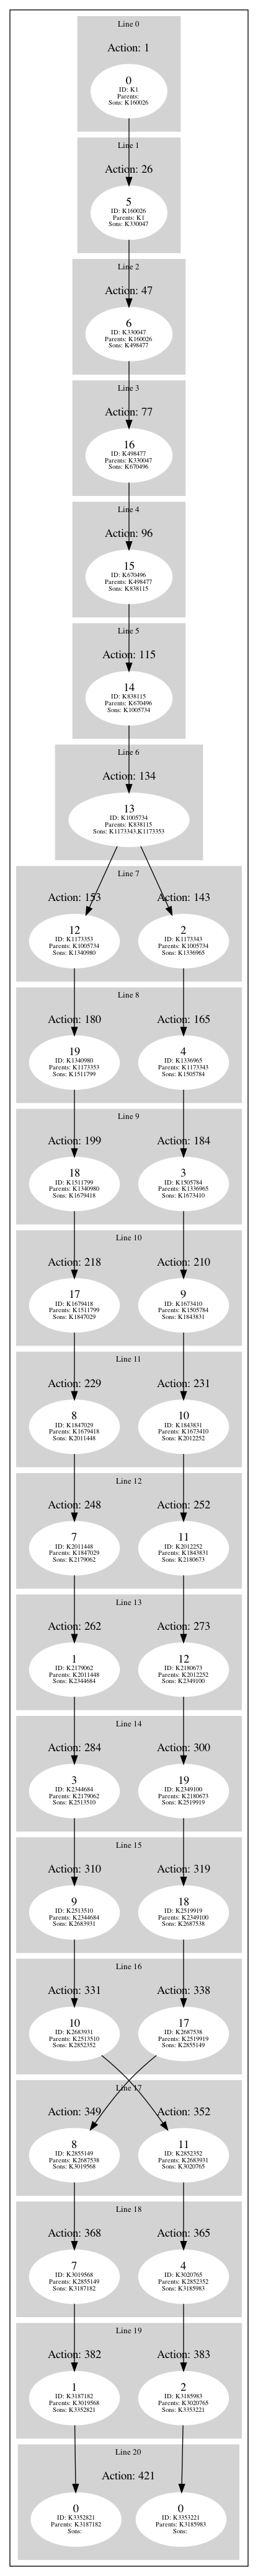 Line 0
Action: 1
0
ID: K1
Parents:
Sons: K160026
Line 1
Action: 26
5
ID: K160026
Parents: K1
Sons: K330047
Line 2
Action: 47
6
ID: K330047
Parents: K160026
Sons: K498477
Line 3
Action: 77
16
ID: K498477
Parents: K330047
Sons: K670496
Line 4
Action: 96
15
ID: K670496
Parents: K498477
Sons: K838115
Line 5
Action: 115
14
ID: K838115
Parents: K670496
Sons: K1005734
Line 6
Action: 134
13
ID: K1005734
Parents: K838115
Sons: K1173343,K1173353
Line 7
Action: 153
12
ID: K1173353
Parents: K1005734
Sons: K1340980
Action: 143
2
ID: K1173343
Parents: K1005734
Sons: K1336965
Line 8
Action: 180
19
ID: K1340980
Parents: K1173353
Sons: K1511799
Action: 165
4
ID: K1336965
Parents: K1173343
Sons: K1505784
Line 9
Action: 199
18
ID: K1511799
Parents: K1340980
Sons: K1679418
Action: 184
3
ID: K1505784
Parents: K1336965
Sons: K1673410
Line 10
Action: 218
17
ID: K1679418
Parents: K1511799
Sons: K1847029
Action: 210
9
ID: K1673410
Parents: K1505784
Sons: K1843831
Line 11
Action: 229
8
ID: K1847029
Parents: K1679418
Sons: K2011448
Action: 231
10
ID: K1843831
Parents: K1673410
Sons: K2012252
Line 12
Action: 248
7
ID: K2011448
Parents: K1847029
Sons: K2179062
Action: 252
11
ID: K2012252
Parents: K1843831
Sons: K2180673
Line 13
Action: 262
1
ID: K2179062
Parents: K2011448
Sons: K2344684
Action: 273
12
ID: K2180673
Parents: K2012252
Sons: K2349100
Line 14
Action: 284
3
ID: K2344684
Parents: K2179062
Sons: K2513510
Action: 300
19
ID: K2349100
Parents: K2180673
Sons: K2519919
Line 15
Action: 310
9
ID: K2513510
Parents: K2344684
Sons: K2683931
Action: 319
18
ID: K2519919
Parents: K2349100
Sons: K2687538
Line 16
Action: 331
10
ID: K2683931
Parents: K2513510
Sons: K2852352
Action: 338
17
ID: K2687538
Parents: K2519919
Sons: K2855149
Line 17
Action: 349
8
ID: K2855149
Parents: K2687538
Sons: K3019568
Action: 352
11
ID: K2852352
Parents: K2683931
Sons: K3020765
Line 18
Action: 368
7
ID: K3019568
Parents: K2855149
Sons: K3187182
Action: 365
4
ID: K3020765
Parents: K2852352
Sons: K3185983
Line 19
Action: 382
1
ID: K3187182
Parents: K3019568
Sons: K3352821
Action: 383
2
ID: K3185983
Parents: K3020765
Sons: K3353221
Line 20
Action: 421
0
ID: K3352821
Parents: K3187182
Sons:
0
ID: K3353221
Parents: K3185983
Sons: